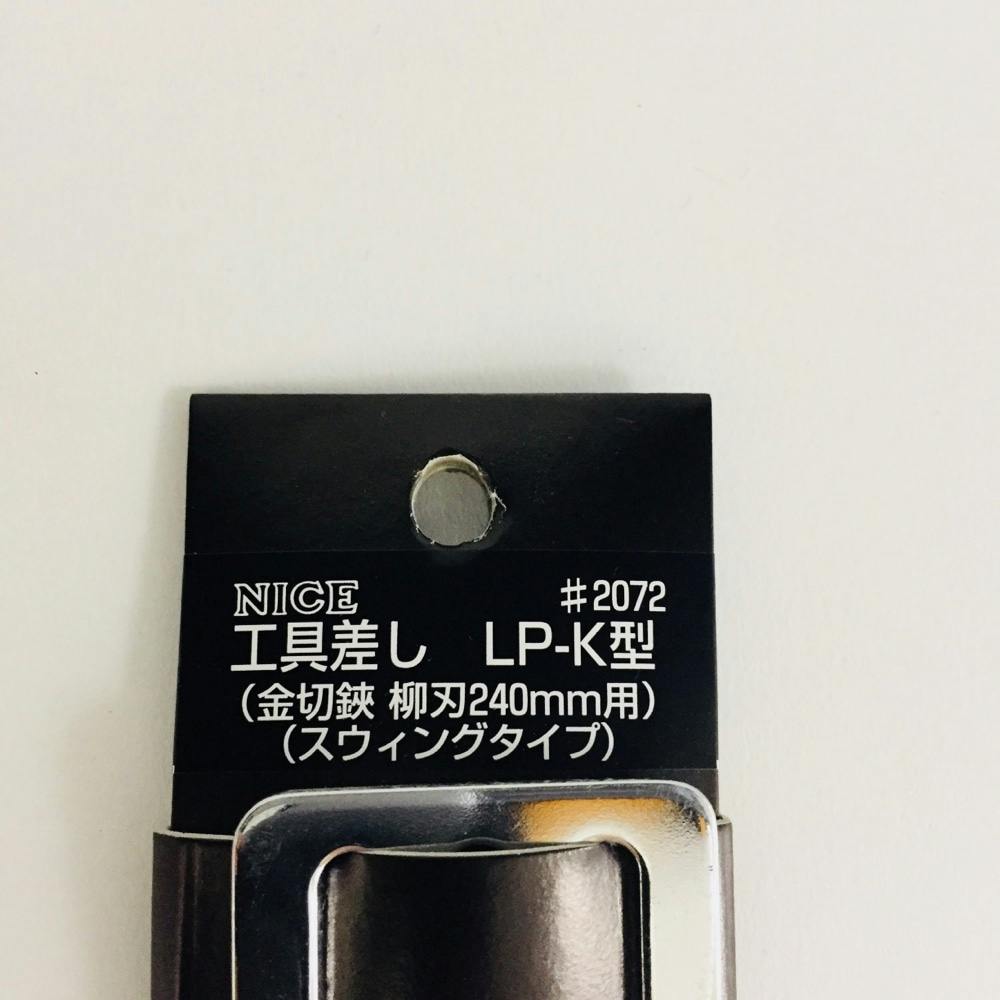 NICE ♯2072
工具差し LP-K型
(金切鋏 柳刃240mm用)
(スウィングタイプ)